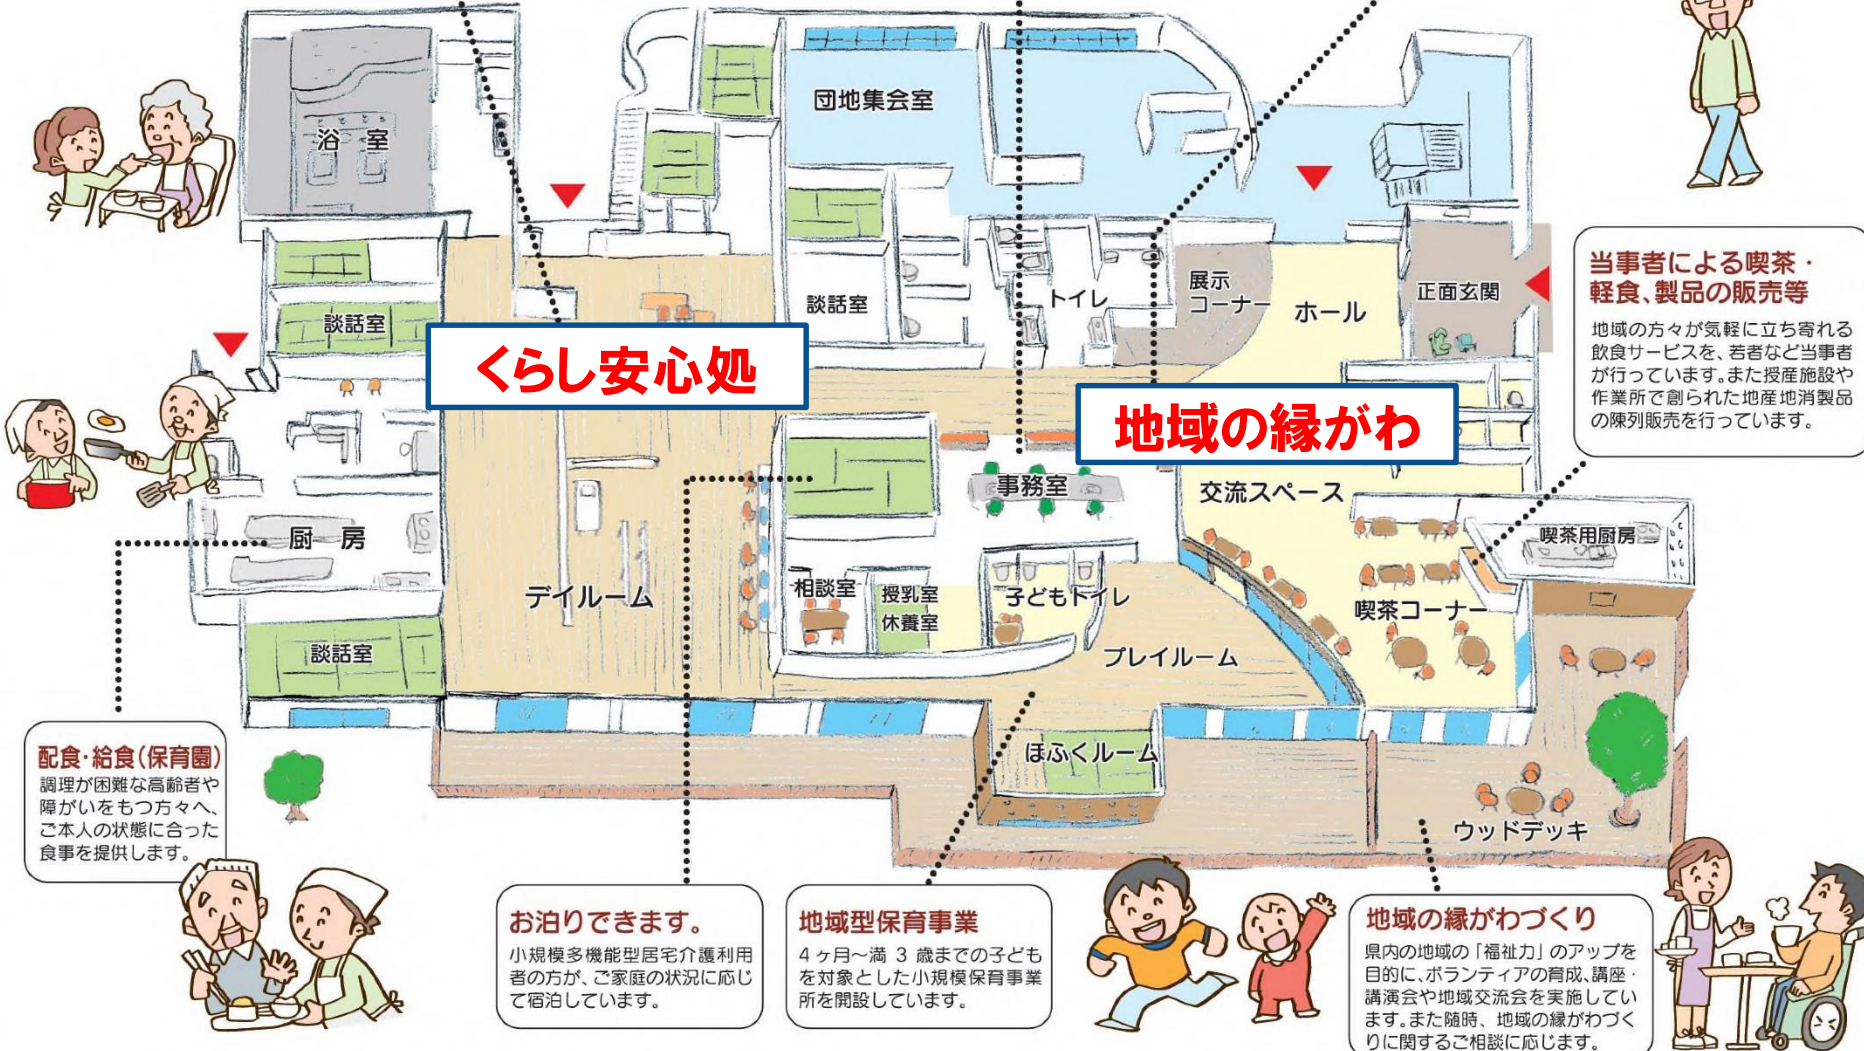 団地集会室
浴 室
談話室
談話室
トイレ
展示
コーナー
ホール
正面玄関
くらし安心処
地域の縁がわ
事務室
交流スペース
喫茶用厨房
厨 房
デイルーム
相談室
授乳室
休養室
子どもトイレ
喫茶コーナー
談話室
プレイルーム
ほふくルーム
ウッドデッキ
当事者による喫茶・
軽食、製品の販売等
地域の方々が気軽に立ち寄れる
飲食サービスを、若者など当事者
が行っています。また授産施設や
作業所で創られた地産地消製品
の陳列販売を行っています。
配食・給食(保育園)
調理が困難な高齢者や
障がいをもつ方々へ、
ご本人の状態に合った
食事を提供します。
お泊りできます。
小規模多機能型居宅介護利用
者の方が、ご家庭の状況に応じ
て宿泊しています。
地域型保育事業
4ヶ月〜満 3 歳までの子ども
を対象とした小規模保育事業
所を開設しています。
地域の縁がわづくり
県内の地域の「福祉力」のアップを
目的に、ボランティアの育成、講座・
講演会や地域交流会を実施してい
ます。また随時、地域の縁がわづく
りに関するご相談に応じます。